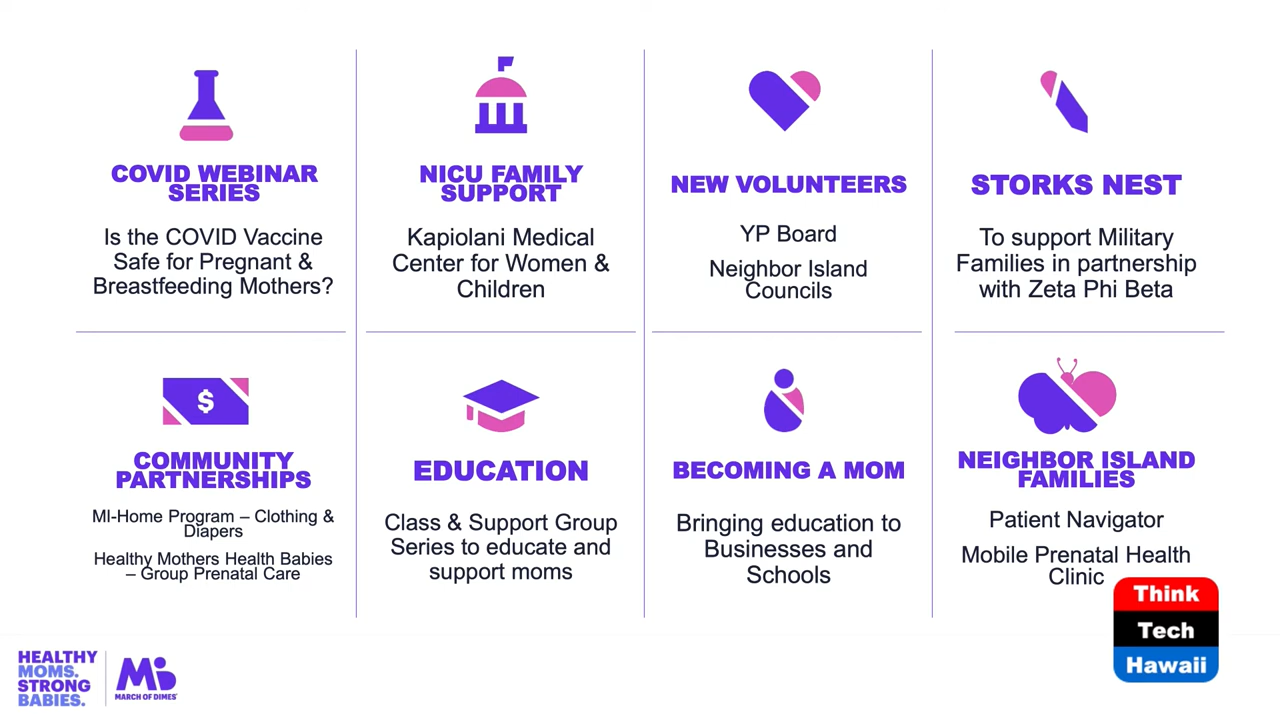 COVID WEBINAR
SERIES
Is the COVID Vaccine
Safe for Pregnant &
Breastfeeding Mothers?
NICU FAMILY
SUPPORT
Kapiolani Medical
Center for Women &
Children
NEW VOLUNTEERS
YP Board
Neighbor Island
Councils
STORKS NEST
To support Military
Families in partnership
with Zeta Phi Beta
$
COMMUNITY
PARTNERSHIPS
MI-Home Program – Clothing &
Diapers
Healthy Mothers Health Babies
– Group Prenatal Care
EDUCATION
Class & Support Group
Series to educate and
support moms
BECOMING A MOM
Bringing education to
Businesses and
Schools
NEIGHBOR ISLAND
FAMILIES
Patient Navigator
Mobile Prenatal Health
Clinic
Think
Tech
Hawaii
HEALTHY
MOMS.
STRONG
BABIES.
MARCH OF DIMES®